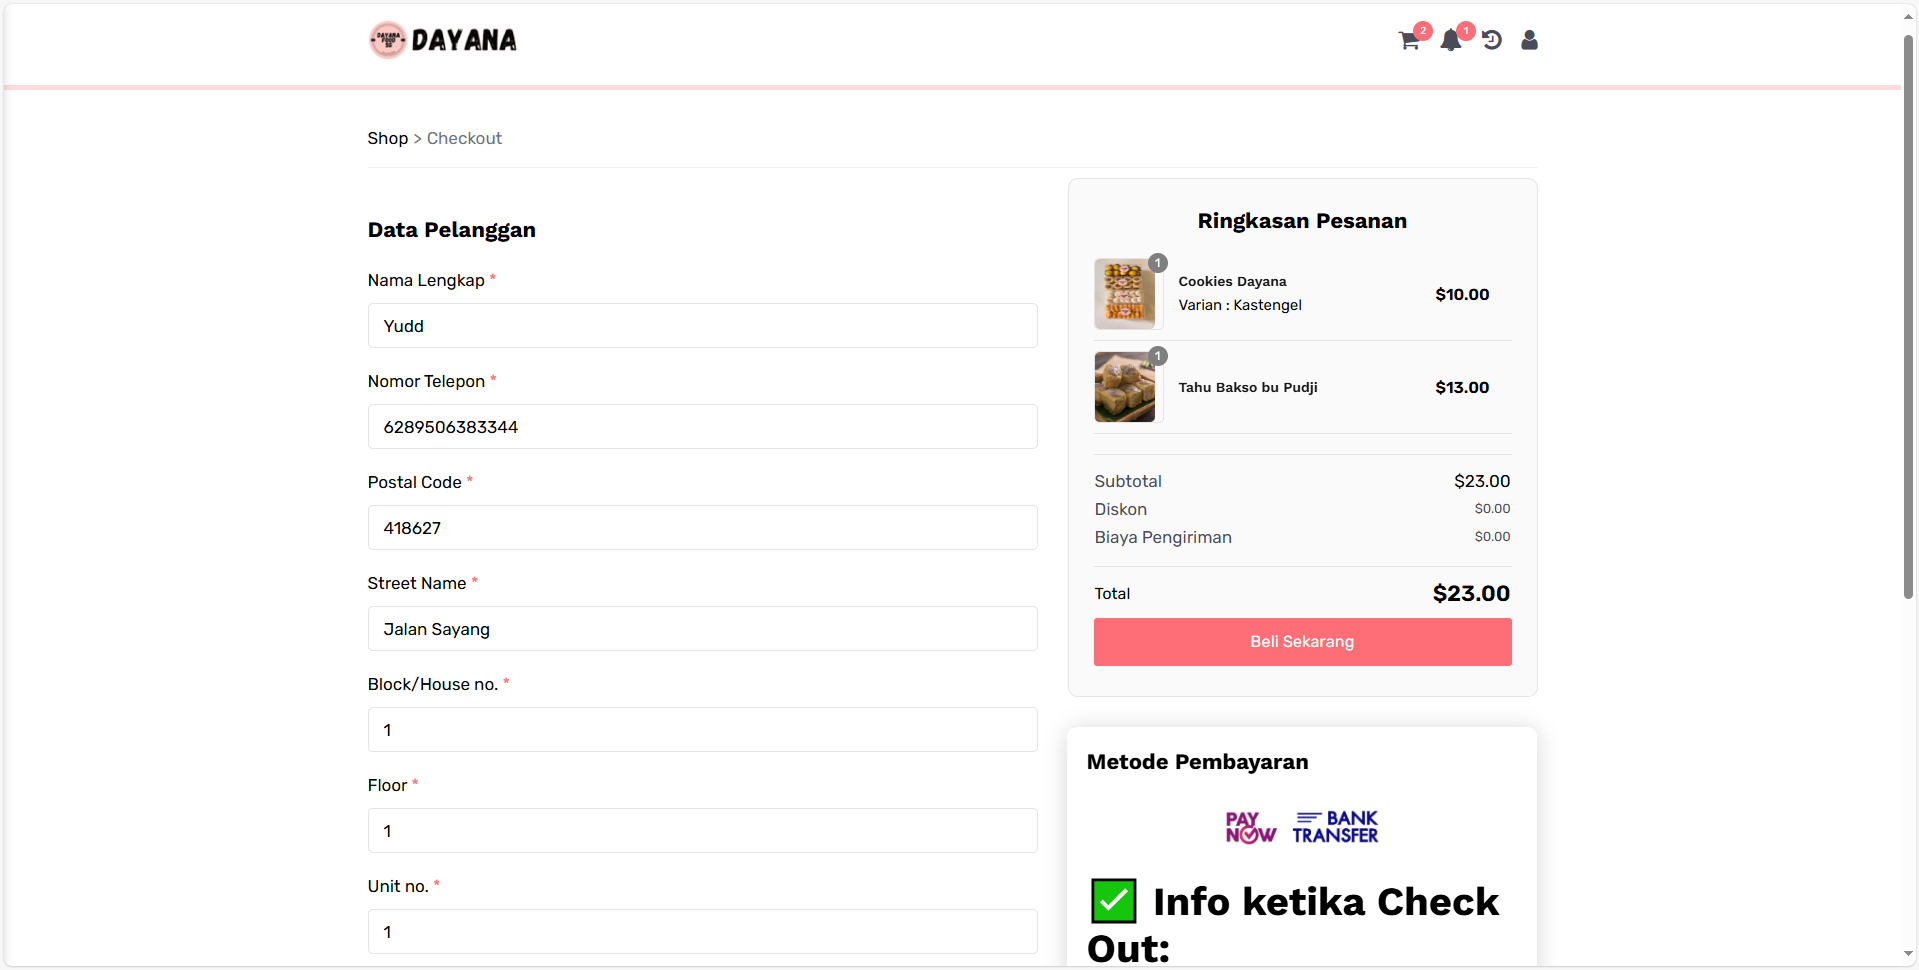 DAYANA
FOOD
SG
DAYANA
2
1
Shop > Checkout
Data Pelanggan
Nama Lengkap *
Yudd
Nomor Telepon *
6289506383344
Postal Code *
418627
Street Name *
Jalan Sayang
Block/House no. *
1
Floor *
1
Unit no. *
1
Ringkasan Pesanan
1
Cookies Dayana
Varian : Kastengel
$10.00
1
Tahu Bakso bu Pudji
$13.00
Subtotal $23.00
Diskon $0.00
Biaya Pengiriman $0.00
Total $23.00
Beli Sekarang
Metode Pembayaran
PAY
NOW
BANK
TRANSFER
✅ Info ketika Check
Out: